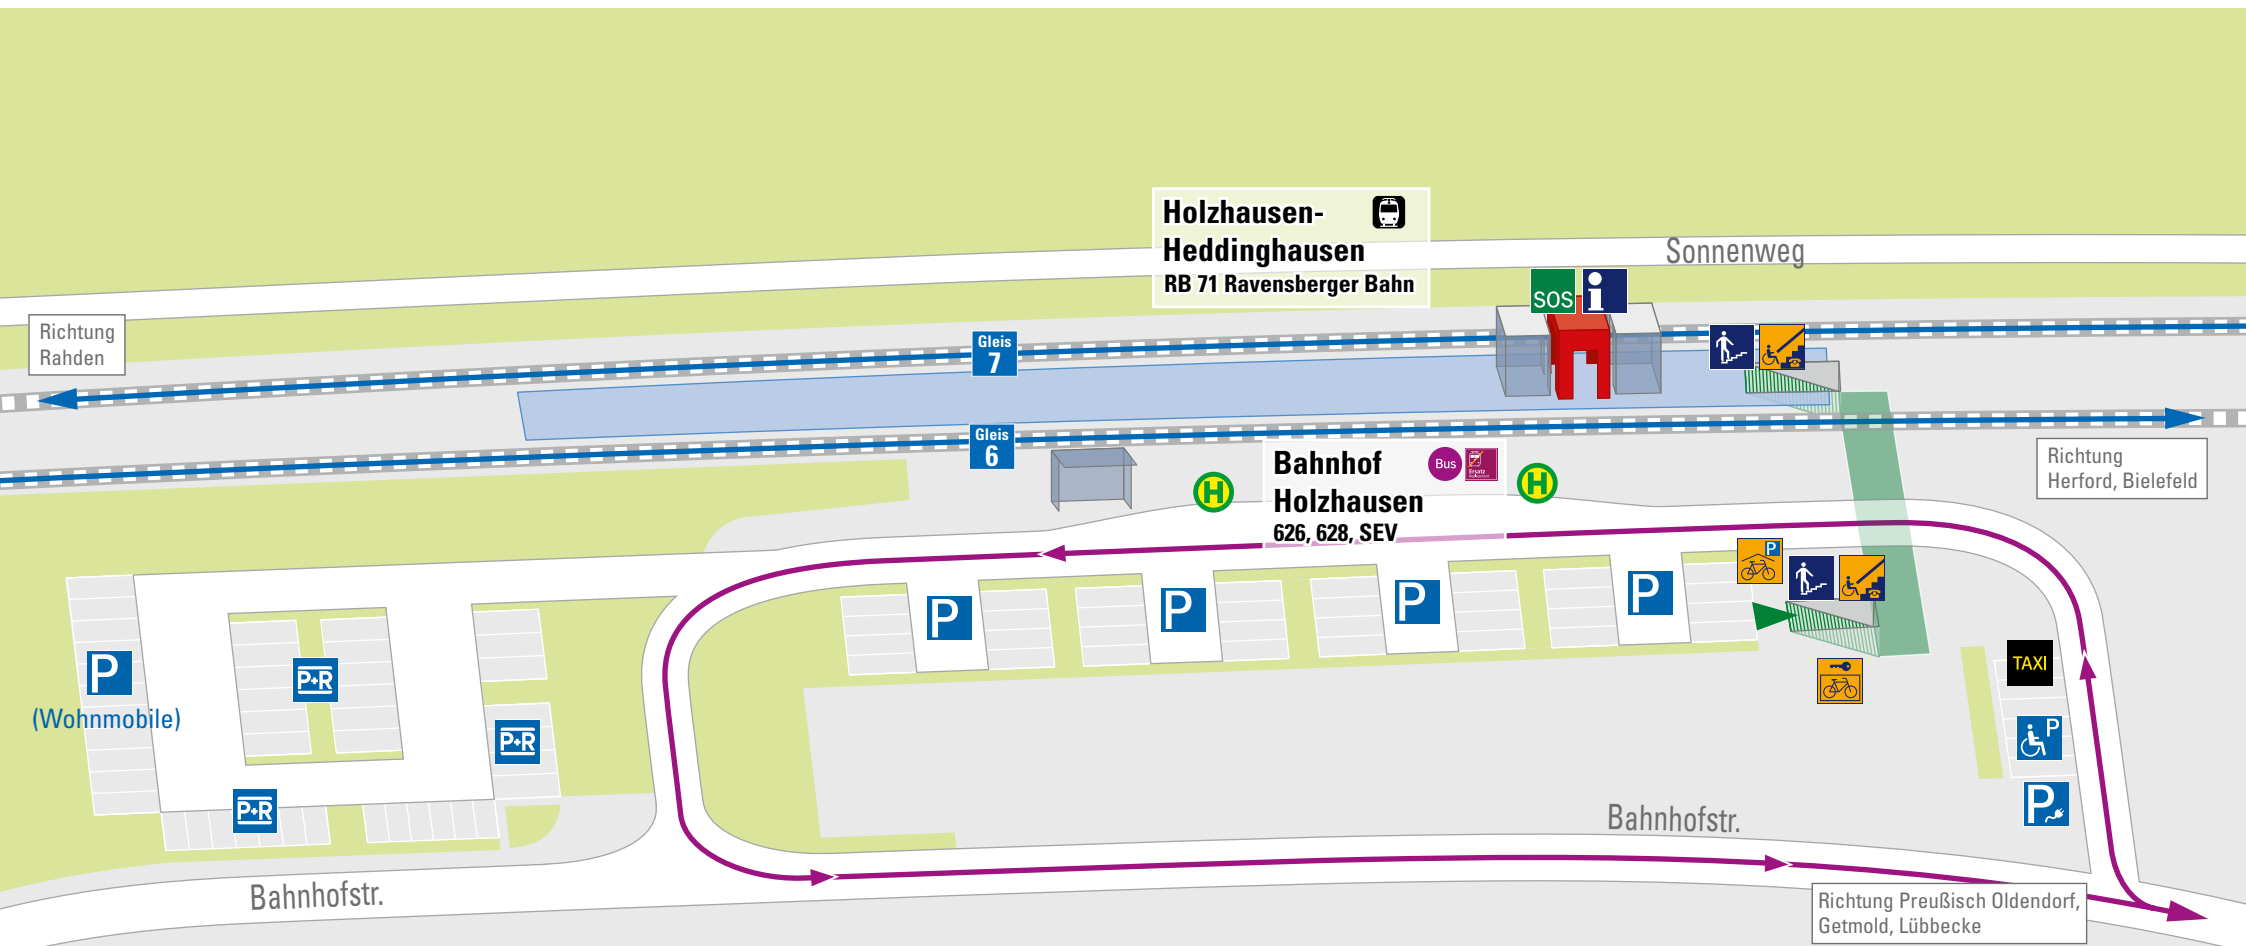 Holzhausen-
Heddinghausen
RB 71 Ravensberger Bahn
Sonnenweg
SOS
i
Richtung
Rahden
Gleis
7
Gleis
6
Richtung
Herford, Bielefeld
Bahnhof
Holzhausen
626, 628, SEV
Bus
Ersatz
H
H
P
P
P
P
P
P
(Wohnmobile)
P+R
P+R
P+R
TAXI
P
P
Bahnhofstr.
Bahnhofstr.
Richtung Preußisch Oldendorf,
Getmold, Lübbecke